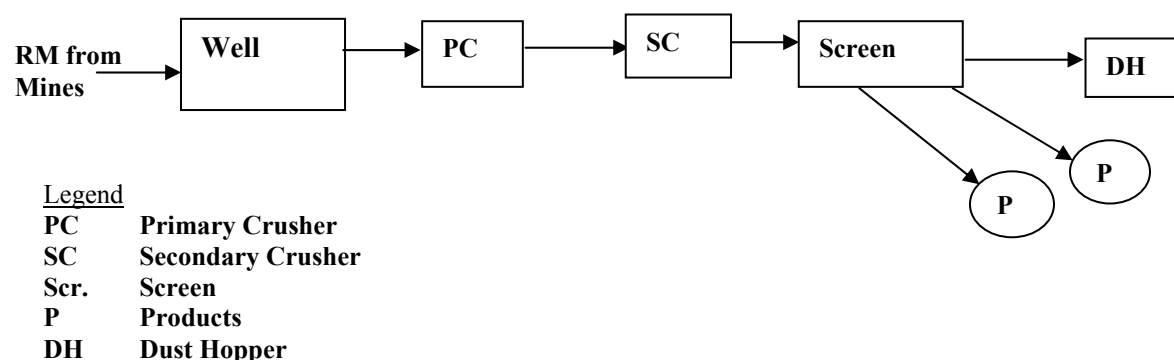 RM from
Mines
Well
PC
SC
Screen
DH
P
P
Legend
PC Primary Crusher
SC Secondary Crusher
Scr. Screen
P Products
DH Dust Hopper